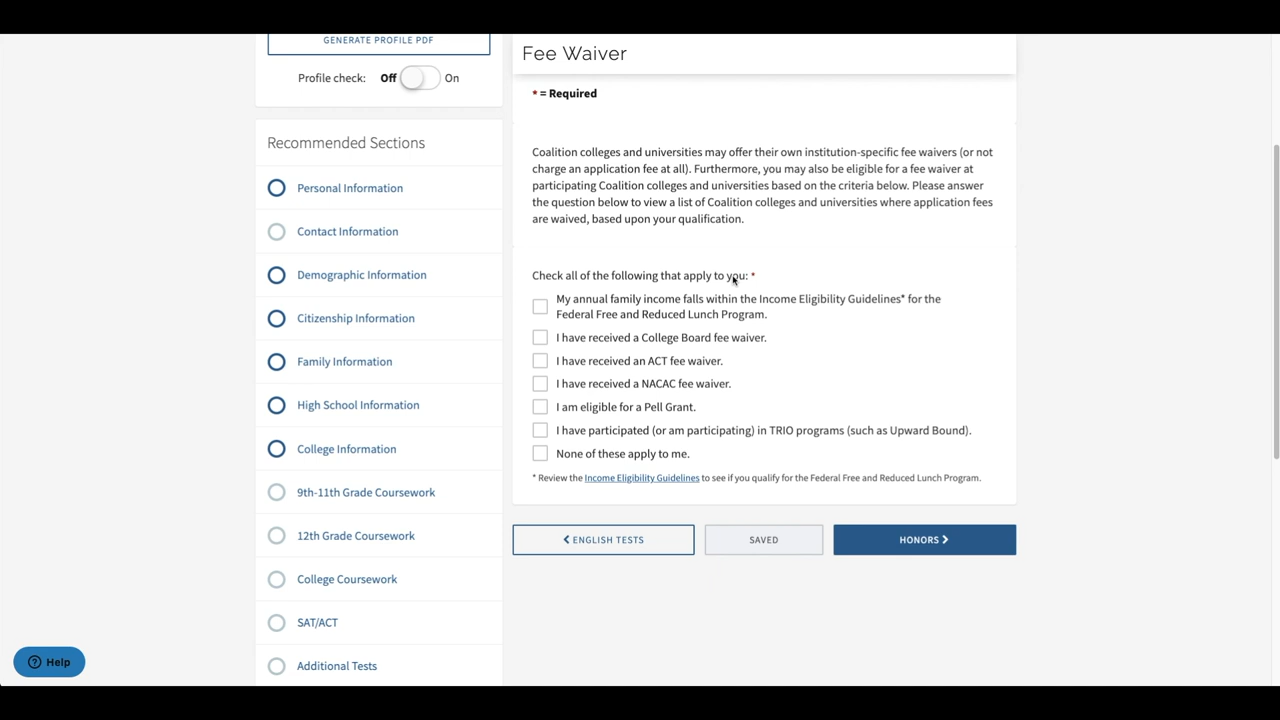 GENERATE PROFILE PDF
Profile check: Off On
Recommended Sections
Personal Information
Contact Information
Demographic Information
Citizenship Information
Family Information
High School Information
College Information
9th-11th Grade Coursework
12th Grade Coursework
College Coursework
SAT/ACT
Additional Tests
Help
Fee Waiver
* = Required
Coalition colleges and universities may offer their own institution-specific fee waivers (or not
charge an application fee at all). Furthermore, you may also be eligible for a fee waiver at
participating Coalition colleges and universities based on the criteria below. Please answer
the question below to view a list of Coalition colleges and universities where application fees
are waived, based upon your qualification.
Check all of the following that apply to you: *
My annual family income falls within the Income Eligibility Guidelines* for the
Federal Free and Reduced Lunch Program.
I have received a College Board fee waiver.
I have received an ACT fee waiver.
I have received a NACAC fee waiver.
I am eligible for a Pell Grant.
I have participated (or am participating) in TRIO programs (such as Upward Bound).
None of these apply to me.
* Review the Income Eligibility Guidelines to see if you qualify for the Federal Free and Reduced Lunch Program.
ENGLISH TESTS
SAVED
HONORS